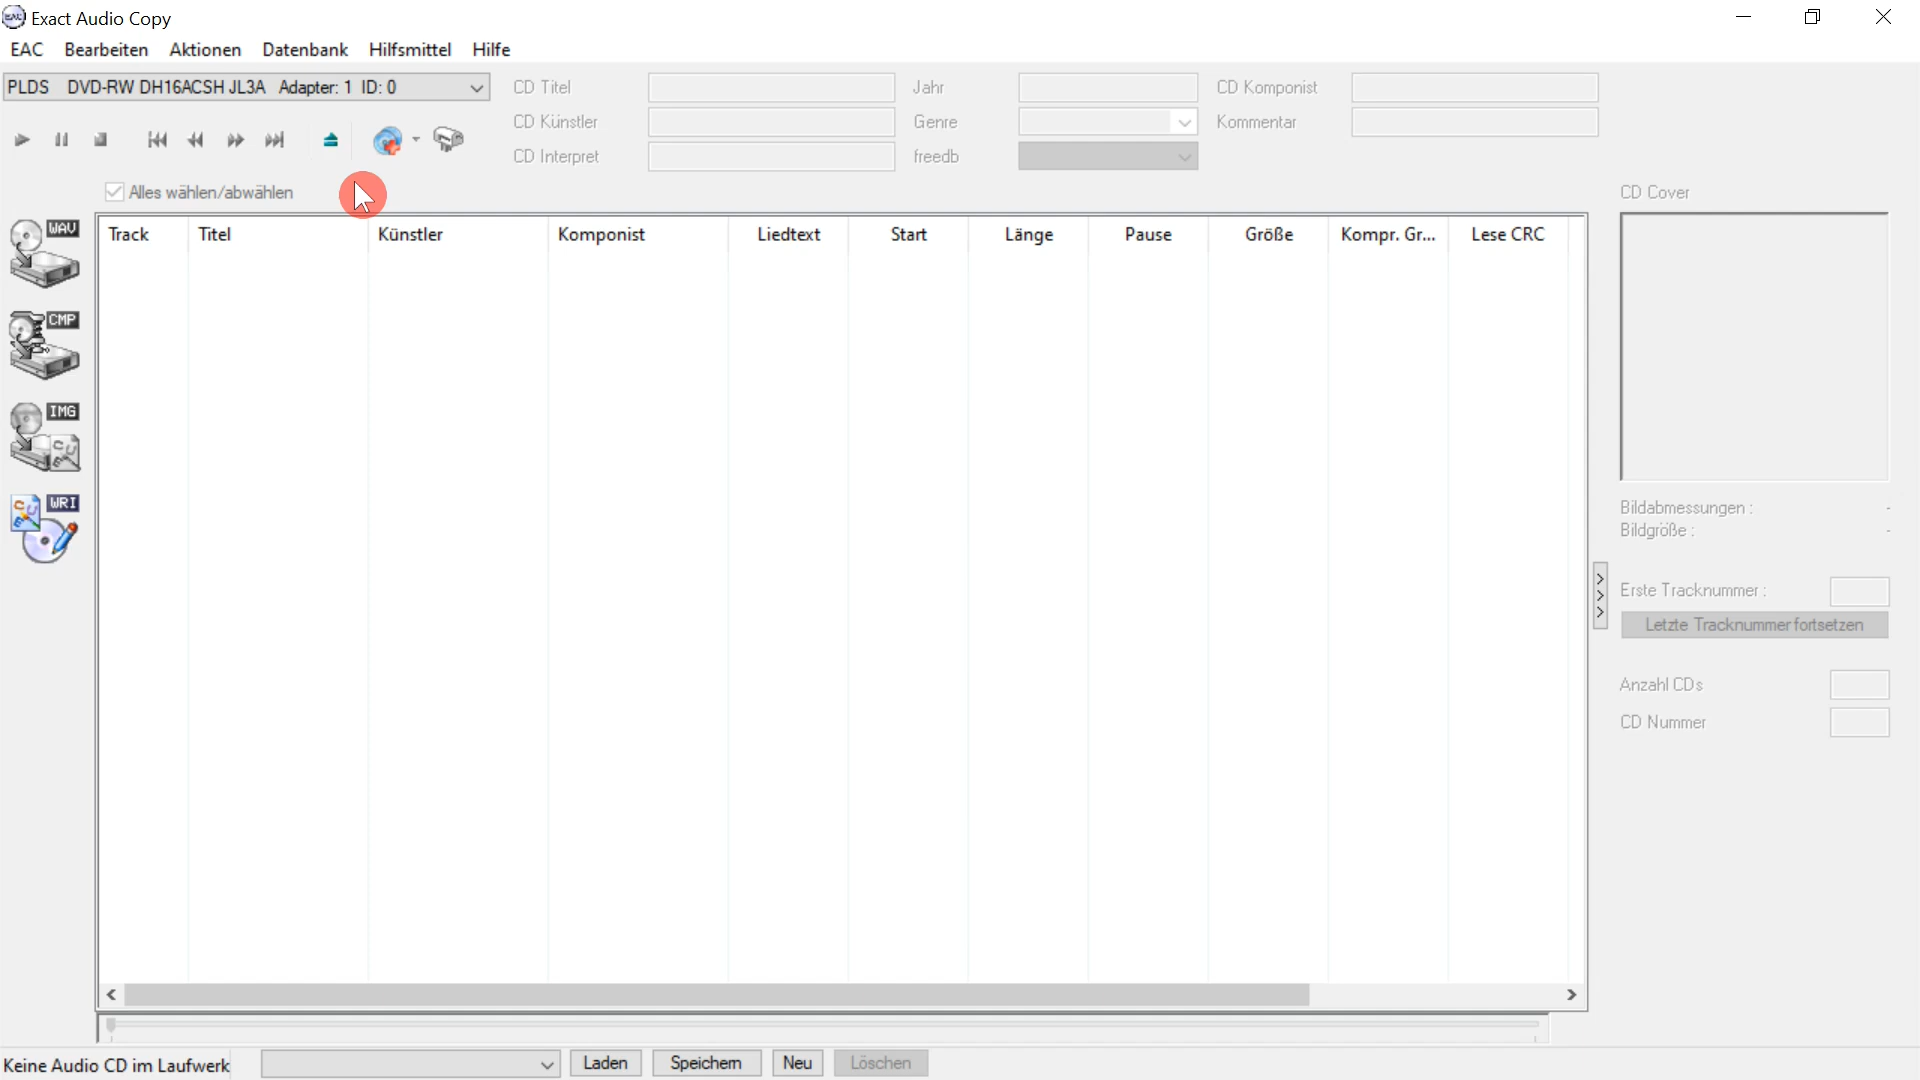 Exact Audio Copy
EAC Bearbeiten Aktionen Datenbank Hilfsmittel Hilfe
PLDS DVD-RW DH16ACSH JL3A Adapter: 1 ID: 0
CD Titel Jahr CD Komponist
CD Künstler Genre Kommentar
CD Interpret freedb
Alles wählen/abwählen
CD Cover
WAV
Track Titel Künstler Komponist Liedtext Start Länge Pause Größe Kompr. Gr... Lese CRC
CMP
IMG
WRI
Bildabmessungen : -
Bildgröße : -
Erste Tracknummer :
Letzte Tracknummer fortsetzen
Anzahl CDs
CD Nummer
Keine Audio CD im Laufwerk Laden Speichern Neu Löschen